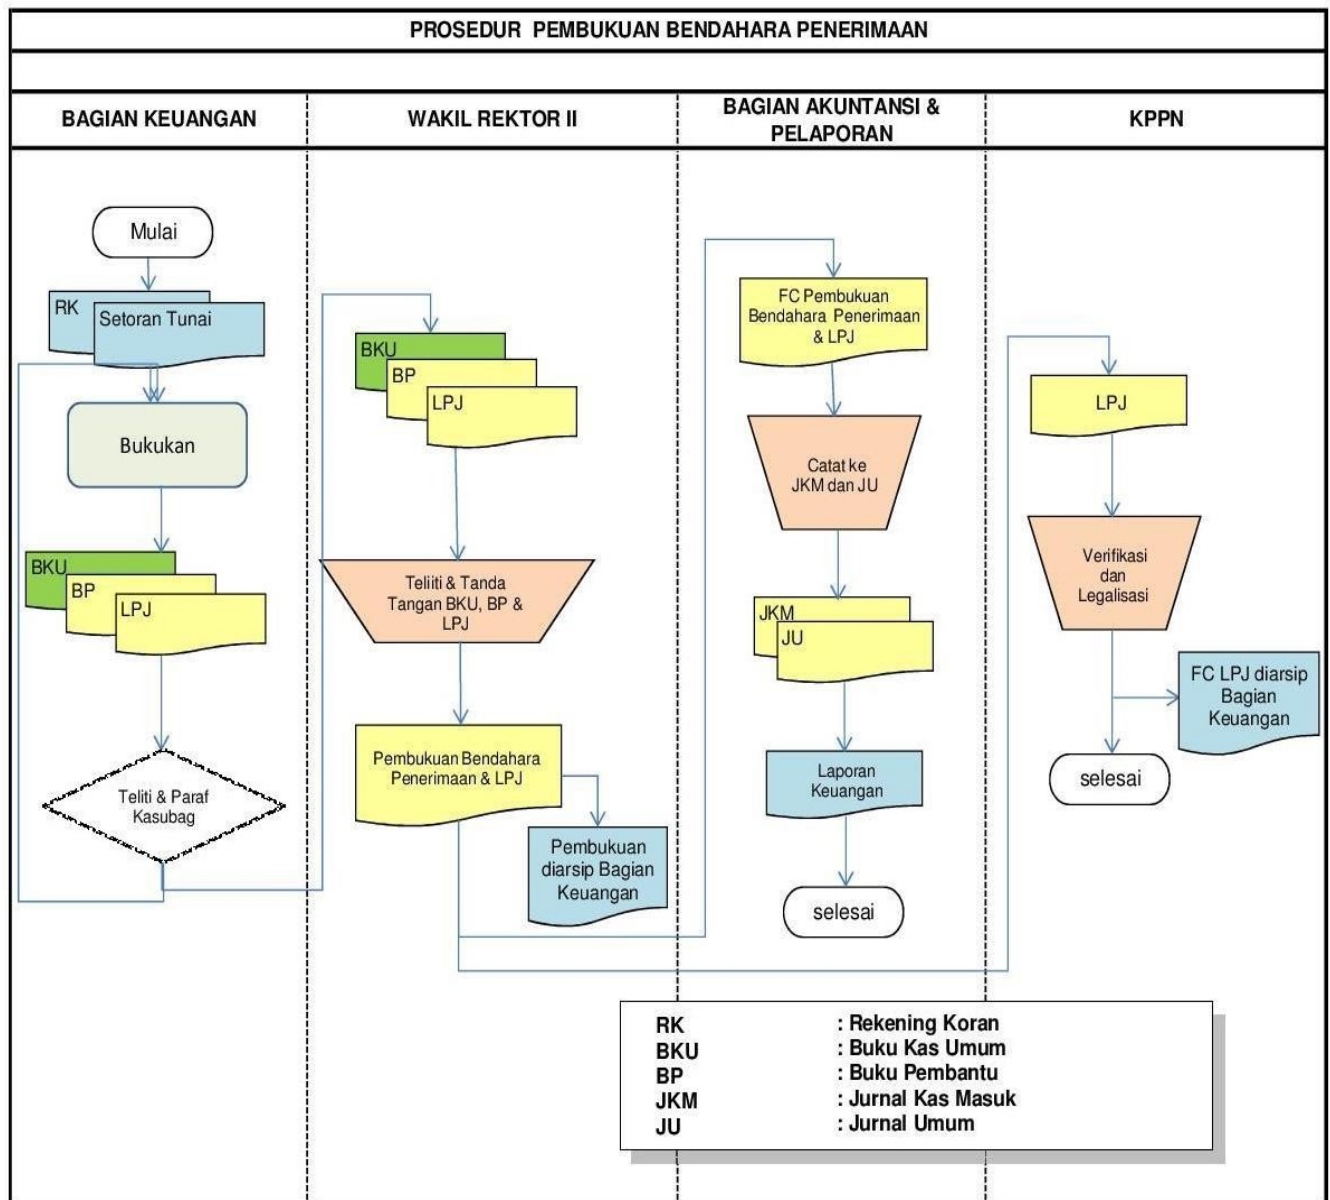 PROSEDUR PEMBUKUAN BENDAHARA PENERIMAAN
BAGIAN KEUANGAN
WAKIL REKTOR II
BAGIAN AKUNTANSI &
PELAPORAN
KPPN
Mulai
RK
Setoran Tunai
Bukukan
BKU
BP
LPJ
Teliti & Paraf
Kasubag
BKU
BP
LPJ
Teliiti & Tanda
Tangan BKU, BP &
LPJ
Pembukuan Bendahara
Penerimaan & LPJ
Pembukuan
diarsip Bagian
Keuangan
FC Pembukuan
Bendahara Penerimaan
& LPJ
Catat ke
JKM dan JU
JKM
JU
Laporan
Keuangan
selesai
LPJ
Verifikasi
dan
Legalisasi
FC LPJ diarsip
Bagian
Keuangan
selesai
RK : Rekening Koran
BKU : Buku Kas Umum
BP : Buku Pembantu
JKM : Jurnal Kas Masuk
JU : Jurnal Umum